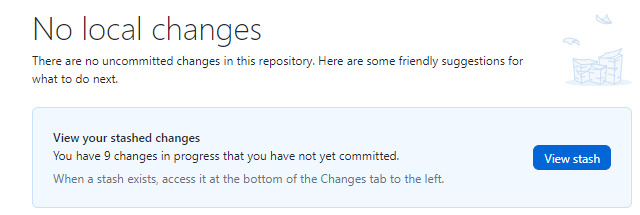 No local changes
There are no uncommitted changes in this repository. Here are some friendly suggestions for
what to do next.
View your stashed changes
You have 9 changes in progress that you have not yet committed.
View stash
When a stash exists, access it at the bottom of the Changes tab to the left.